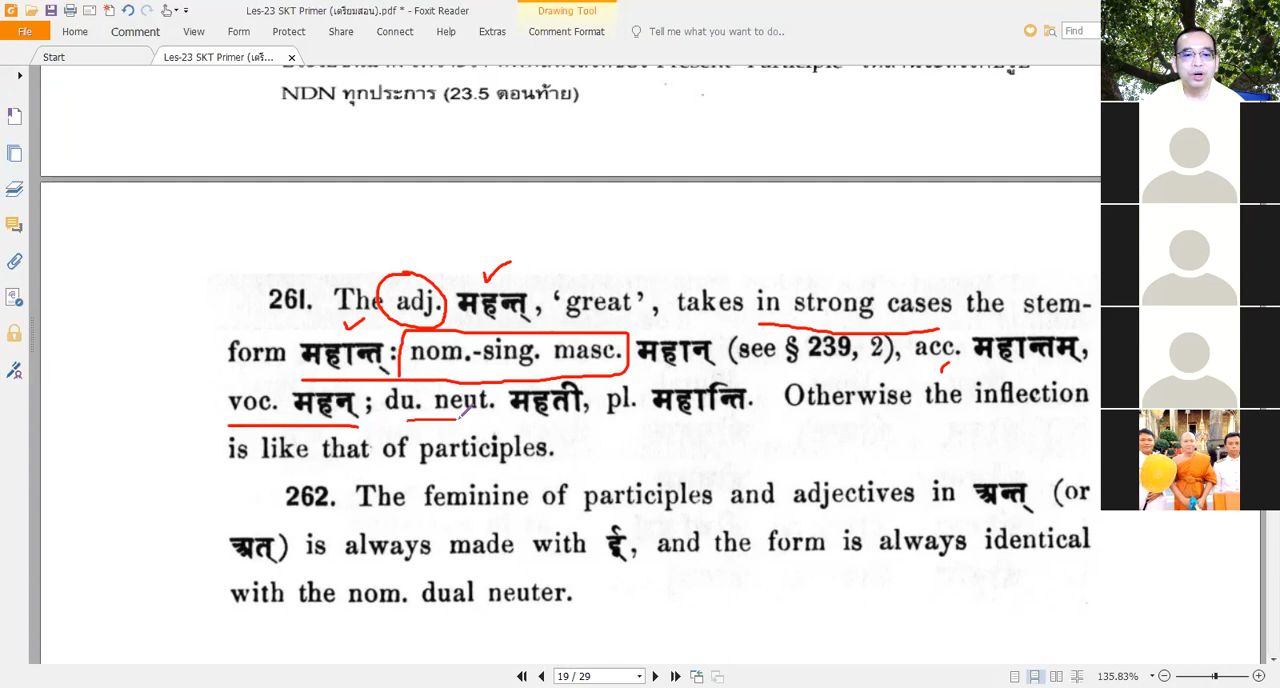 Les-23 SKT Primer (เตรียมสอน).pdf * - Foxit Reader
Drawing Tool
File Home Comment View Form Protect Share Connect Help Extras Comment Format Tell me what you want to do.. Find
Start Les-23 SKT Primer (เตรี...
NDN ทุกประการ (23.5 ตอนท้าย)
261. The adj. महन्त्, ‘great’, takes in strong cases the stem-
form महान्त्: nom.-sing. masc. महान् (see § 239, 2), acc. महान्तम्,
voc. महन्; du. neut. महती, pl. महान्ति. Otherwise the inflection
is like that of participles.
262. The feminine of participles and adjectives in अन्त् (or
अत्) is always made with ई, and the form is always identical
with the nom. dual neuter.
19 / 29 135.83%